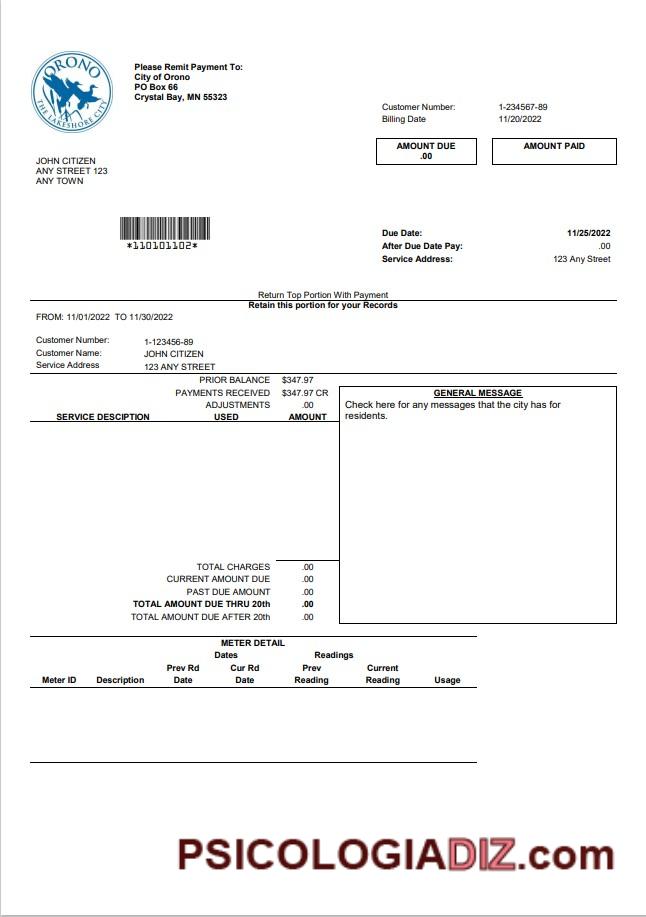 ORONO
THE LAKESHORE CITY
Please Remit Payment To:
City of Orono
PO Box 66
Crystal Bay, MN 55323
Customer Number: 1-234567-89
Billing Date 11/20/2022
AMOUNT DUE AMOUNT PAID
.00
JOHN CITIZEN
ANY STREET 123
ANY TOWN
*110101102*
Due Date: 11/25/2022
After Due Date Pay: .00
Service Address: 123 Any Street
Return Top Portion With Payment
Retain this portion for your Records
FROM: 11/01/2022 TO 11/30/2022
Customer Number: 1-123456-89
Customer Name: JOHN CITIZEN
Service Address 123 ANY STREET
PRIOR BALANCE $347.97
PAYMENTS RECEIVED $347.97 CR
ADJUSTMENTS .00
SERVICE DESCIPTION USED AMOUNT
GENERAL MESSAGE
Check here for any messages that the city has for
residents.
TOTAL CHARGES .00
CURRENT AMOUNT DUE .00
PAST DUE AMOUNT .00
TOTAL AMOUNT DUE THRU 20th .00
TOTAL AMOUNT DUE AFTER 20th .00
METER DETAIL
Dates Readings
Prev Rd Cur Rd Prev Current
Meter ID Description Date Date Reading Reading Usage
PSICOLOGIADIZ.com